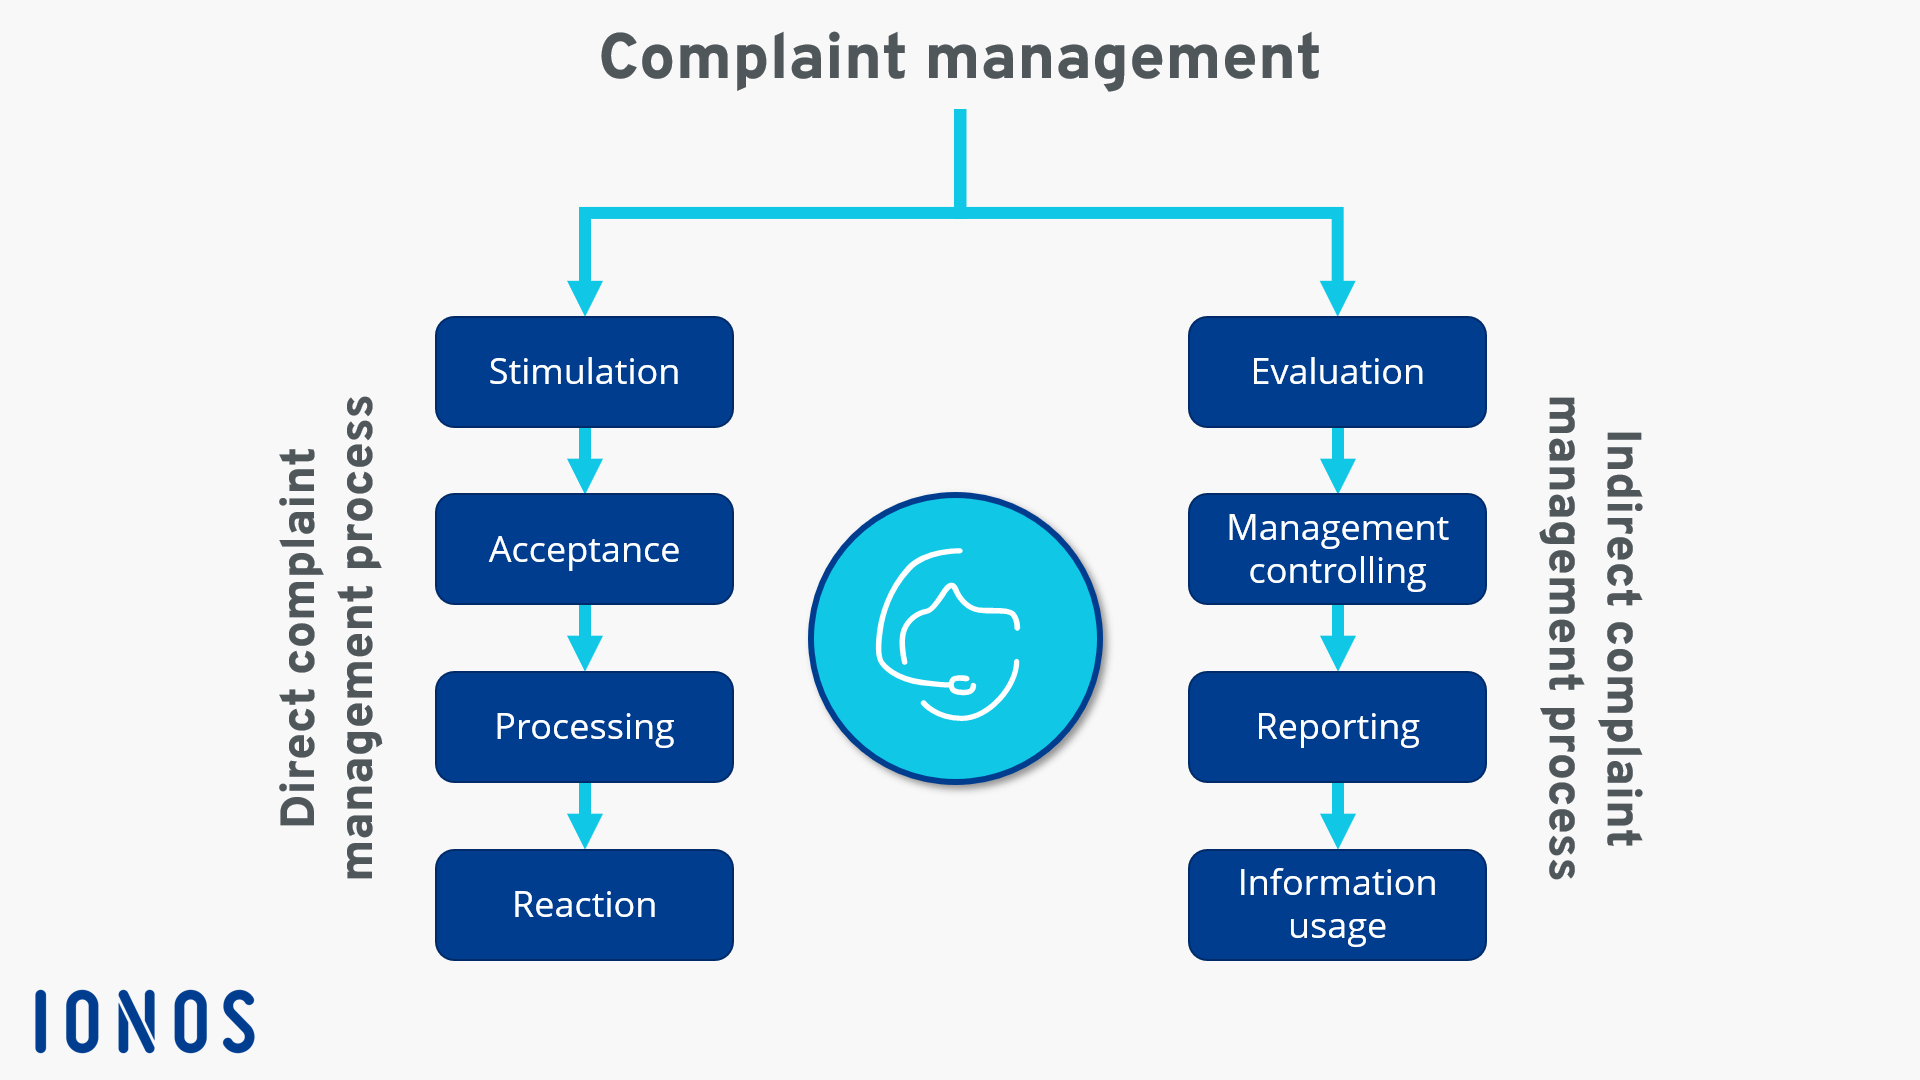 Complaint management
Direct complaint
management process
Stimulation
Acceptance
Processing
Reaction
Evaluation
Management
controlling
Reporting
Information
usage
Indirect complaint
management process
IONOS